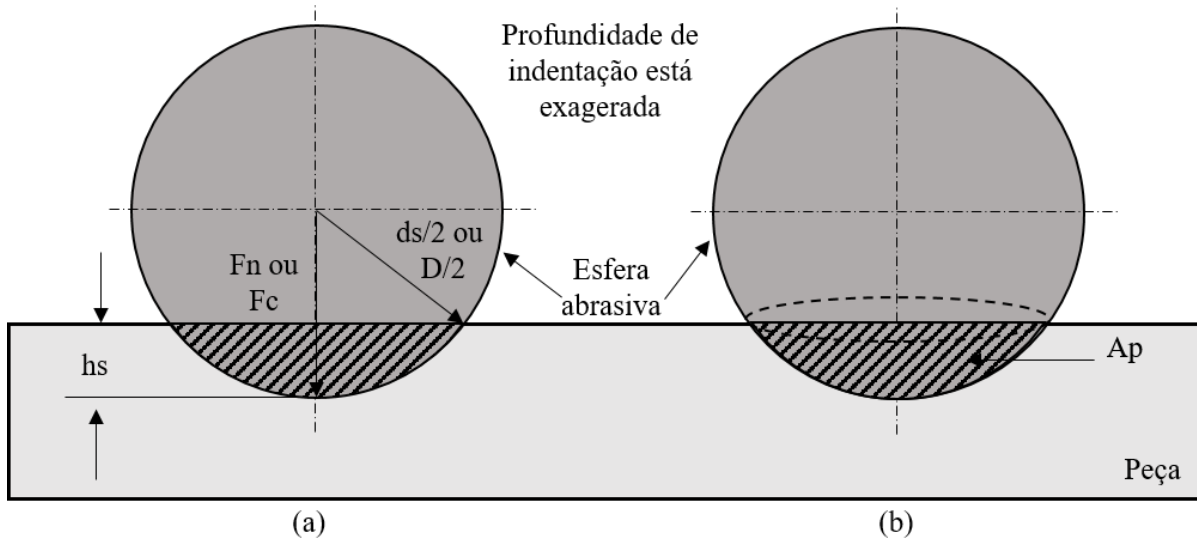 Profundidade de
indentação está
exagerada
Fn ou
Fc
ds/2 ou
D/2
Esfera
abrasiva
hs
Ap
Peça
(a)
(b)